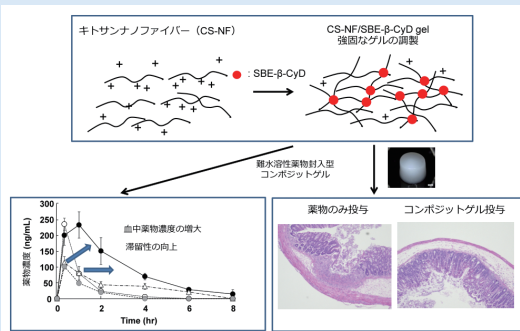 キトサンナノファイバー（CS-NF）
CS-NF/SBE-β-CyD gel
強固なゲルの調製
: SBE-β-CyD
難水溶性薬物封入型
コンポジットゲル
薬物濃度 (ng/mL)
300
250
200
150
100
50
0
血中薬物濃度の増大
滞留性の向上
0 2 4 6 8
Time (hr)
薬物のみ投与
コンポジットゲル投与